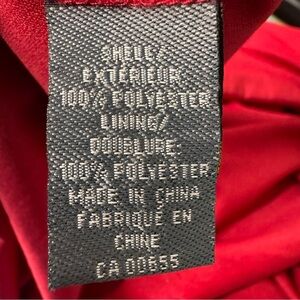 SHELL/
EXTÉRIEUR:
100% POLYESTER
LINING/
DOUBLURE:
100% POLYESTER
MADE IN CHINA
FABRIQUÉ EN
CHINE
CA 00655